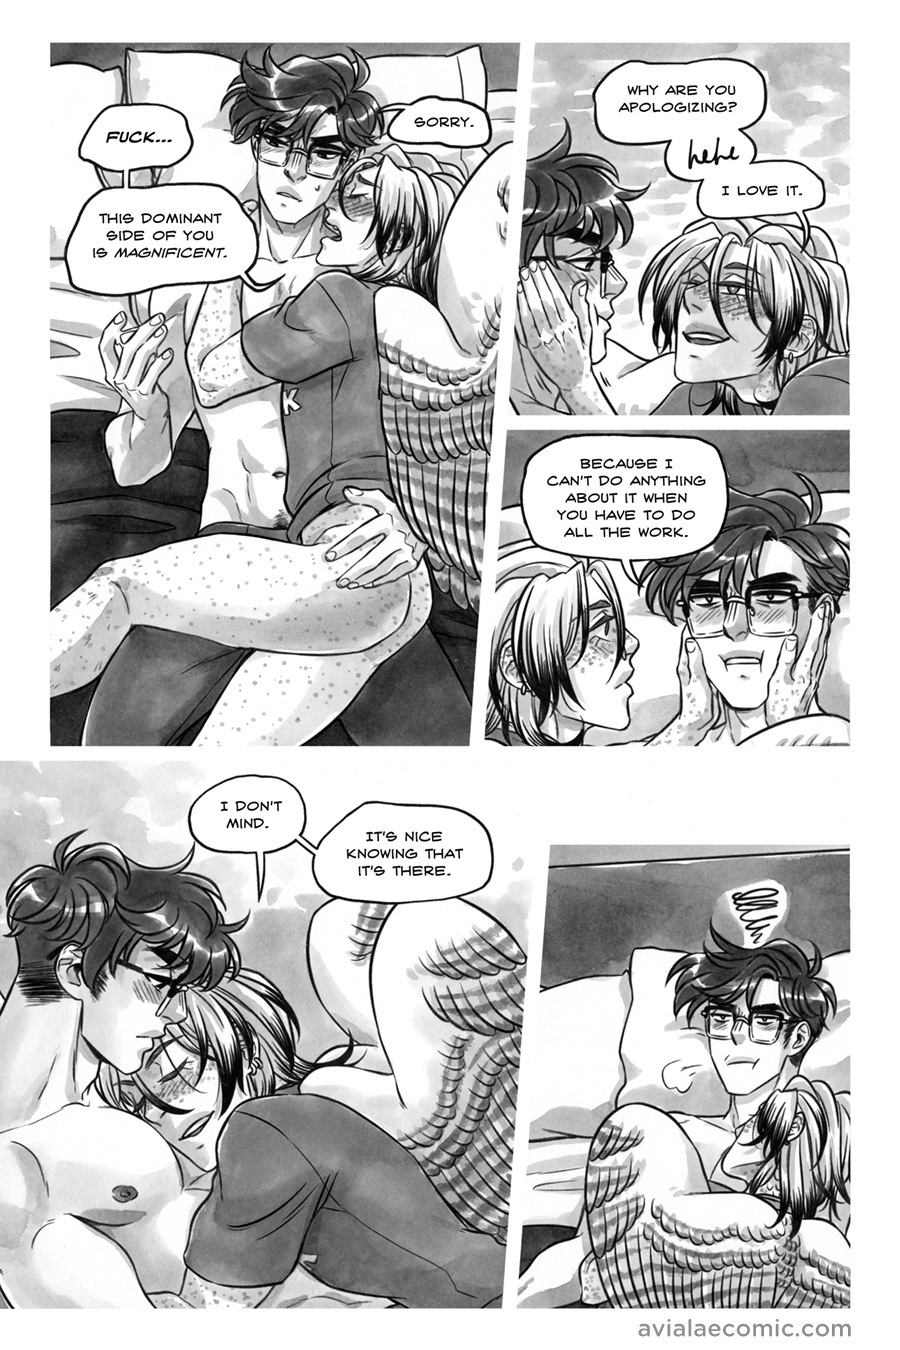 FUCK...
THIS DOMINANT
SIDE OF YOU
IS MAGNIFICENT.
SORRY.
K
WHY ARE YOU
APOLOGIZING?
hehe
I LOVE IT.
BECAUSE I
CAN'T DO ANYTHING
ABOUT IT WHEN
YOU HAVE TO DO
ALL THE WORK.
I DON'T
MIND.
IT'S NICE
KNOWING THAT
IT'S THERE.
avialaecomic.com